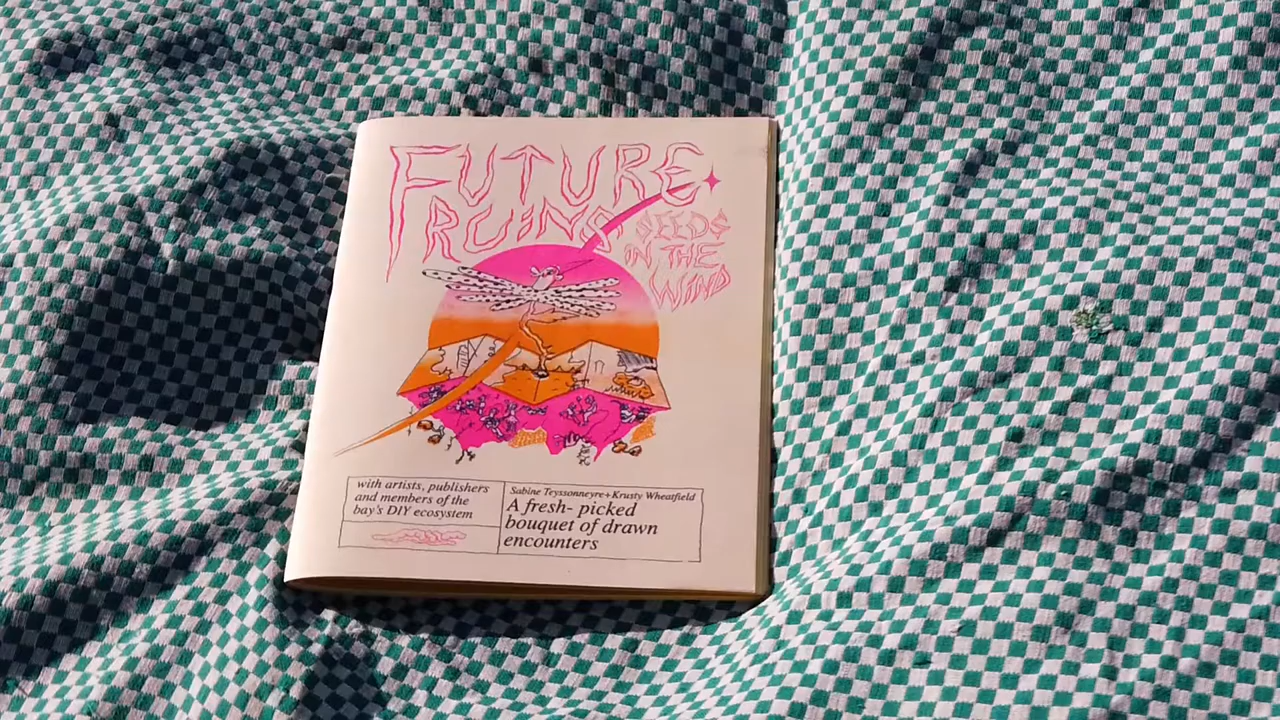 FUTURE
RUINS
SEEDS
IN THE
WIND
with artists, publishers
and members of the
bay's DIY ecosystem
Sabine Teyssonneyre+Krusty Wheatfield
A fresh- picked
bouquet of drawn
encounters